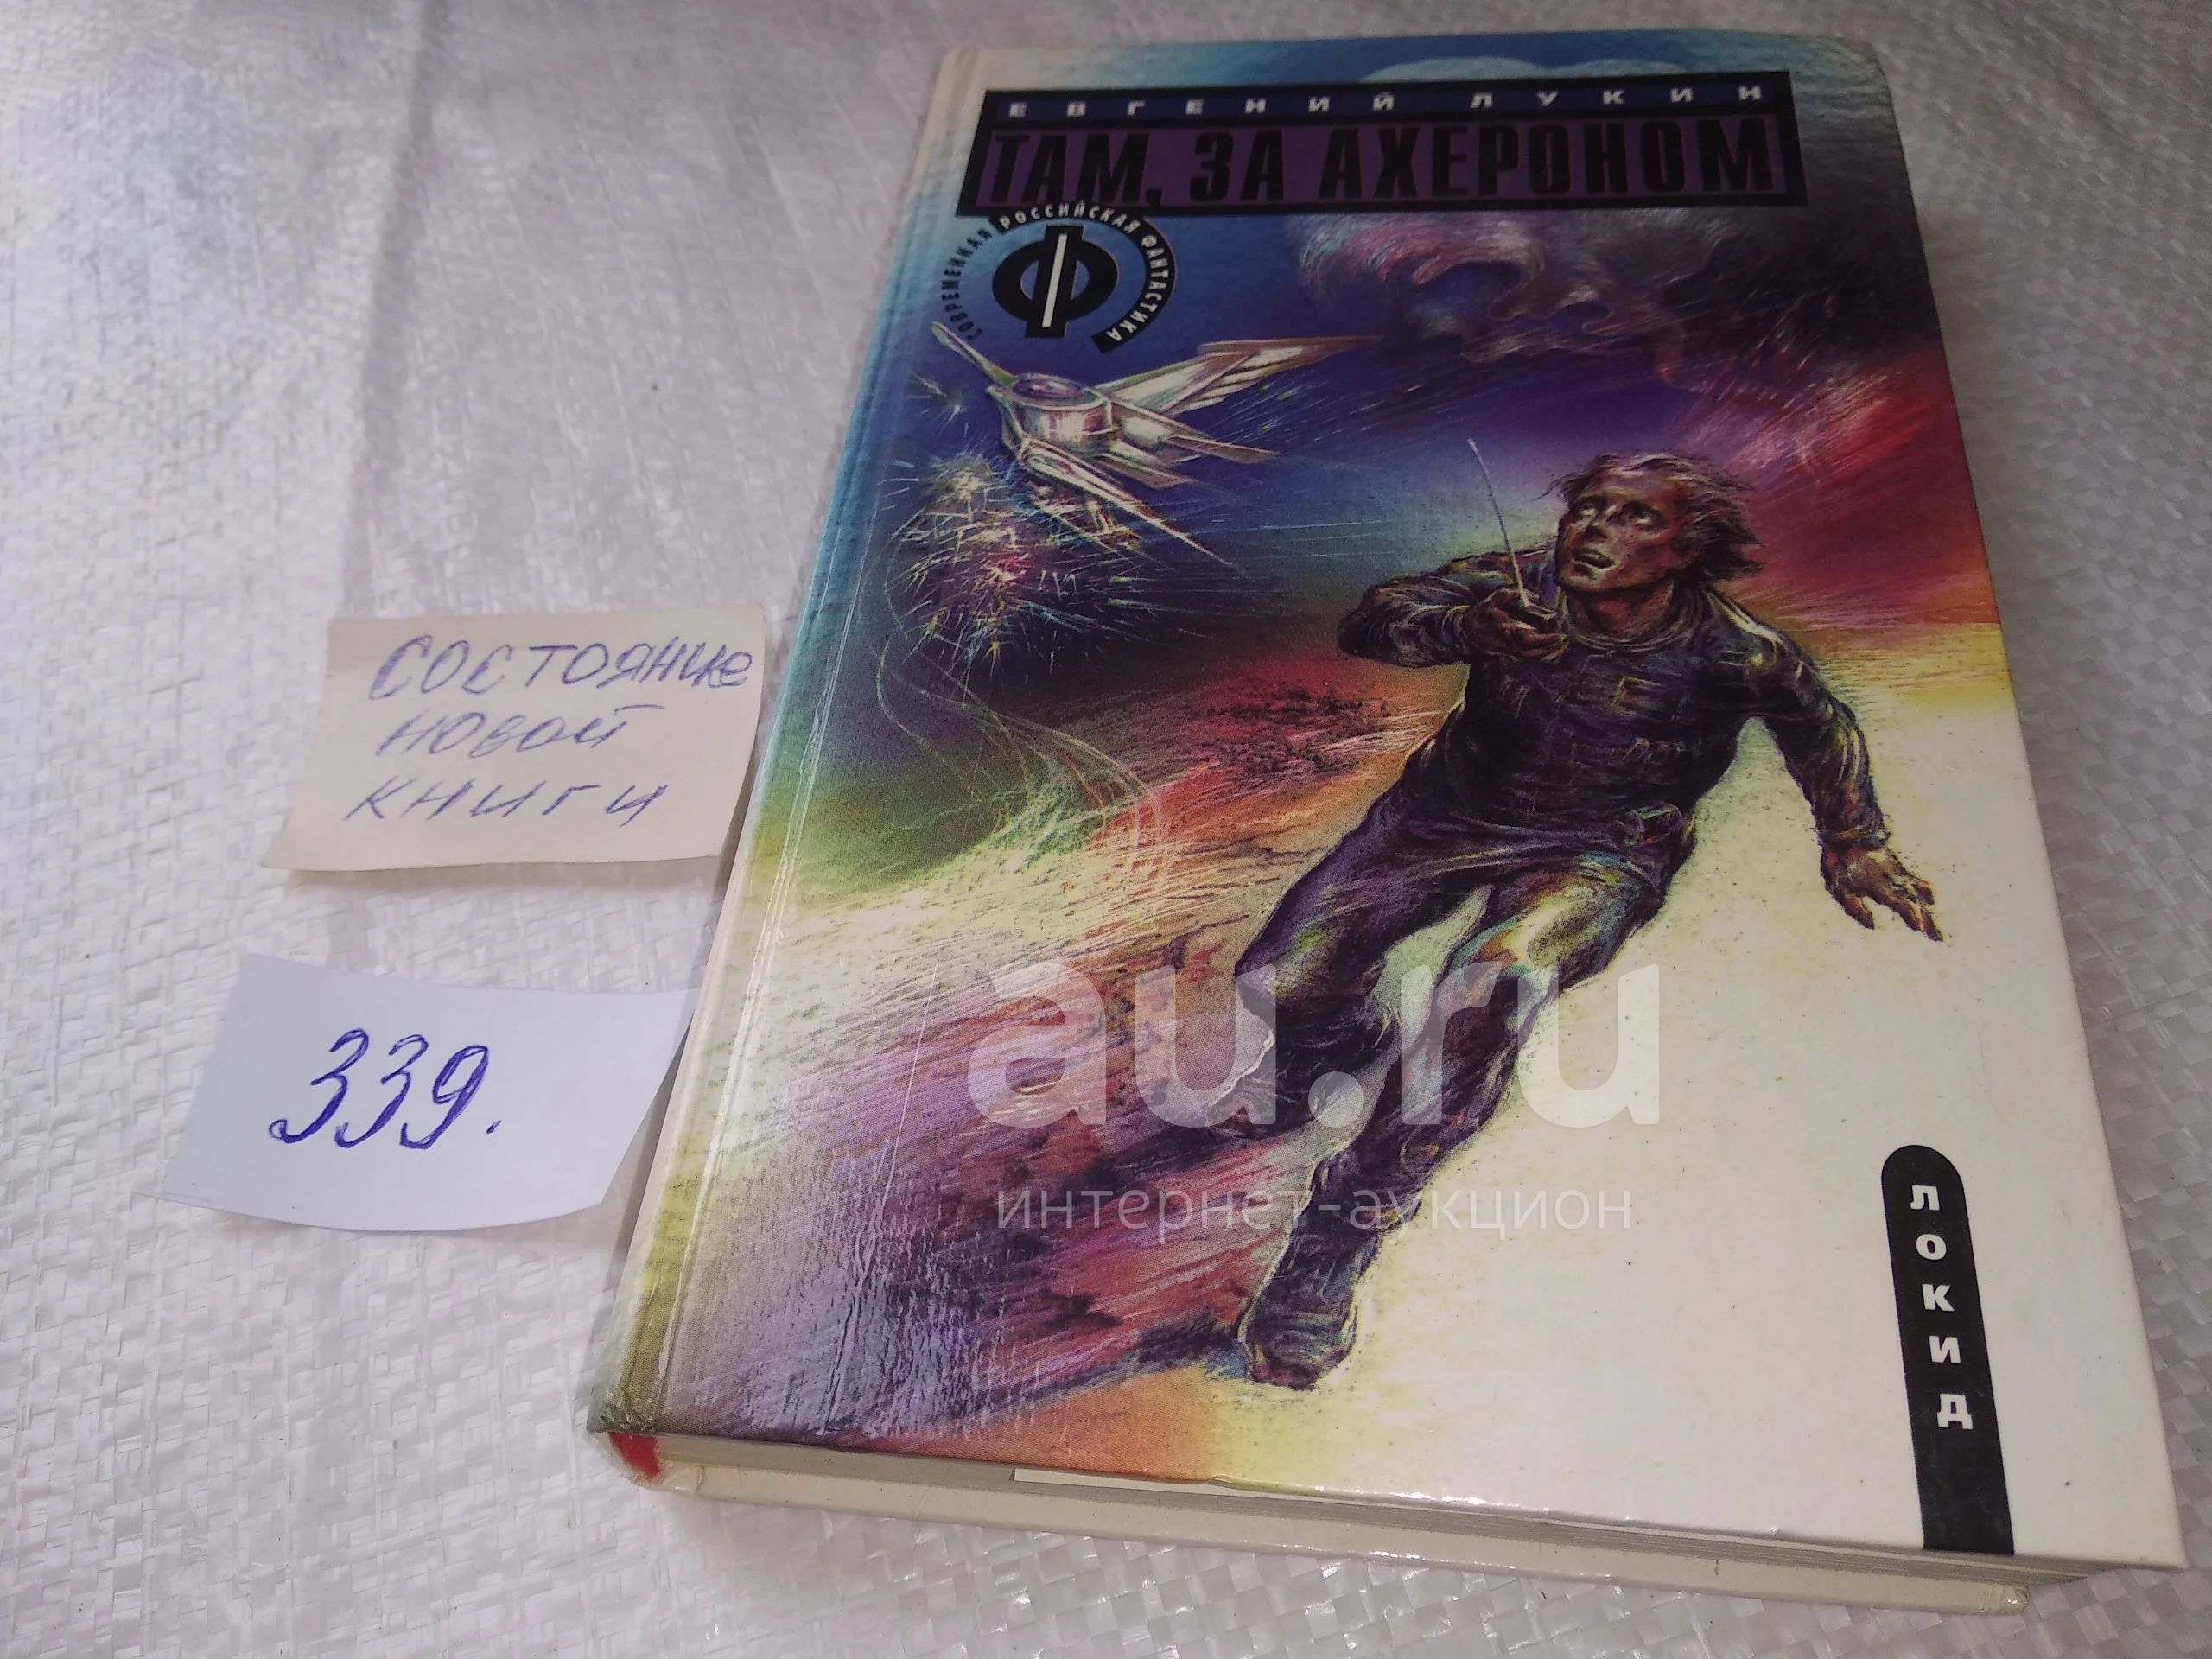 ЕВГЕНИЙ ЛУКИН
ТАМ, ЗА АХЕРОНОМ
СОВРЕМЕННАЯ РОССИЙСКАЯ ФАНТАСТИКА
Ф
СОСТОЯНИЕ
НОВОЙ
КНИГИ
339.
au.ru
интернет-аукцион
ЛОКИД